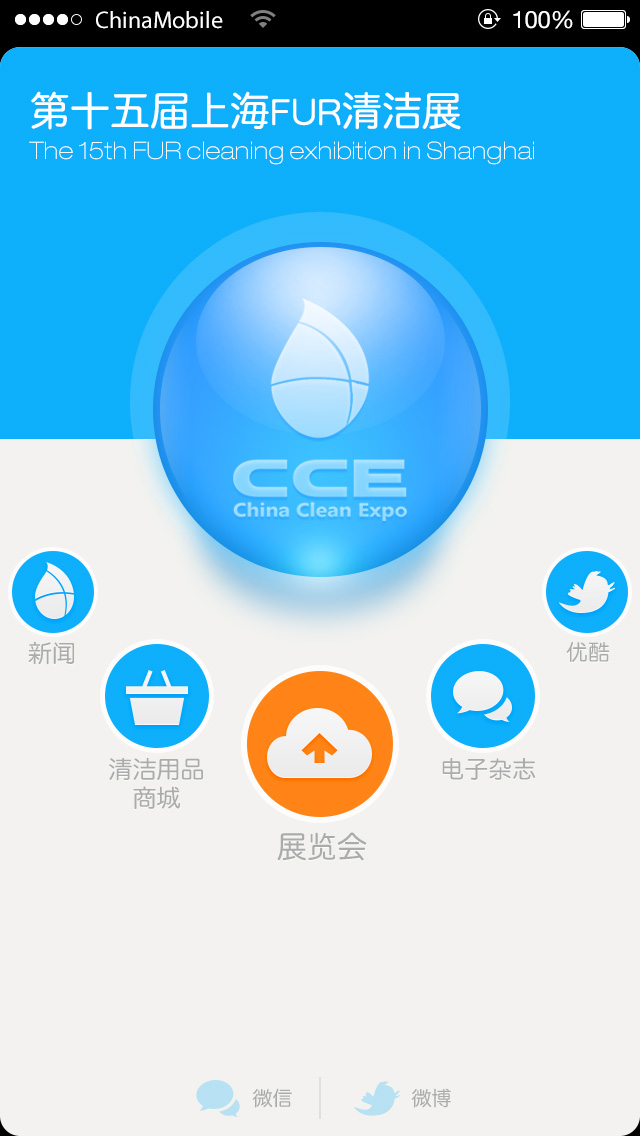 ChinaMobile 100%
第十五届上海FUR清洁展
The 15th FUR cleaning exhibition in Shanghai
CCE
China Clean Expo
新闻
优酷
清洁用品
商城
电子杂志
展览会
微信
微博